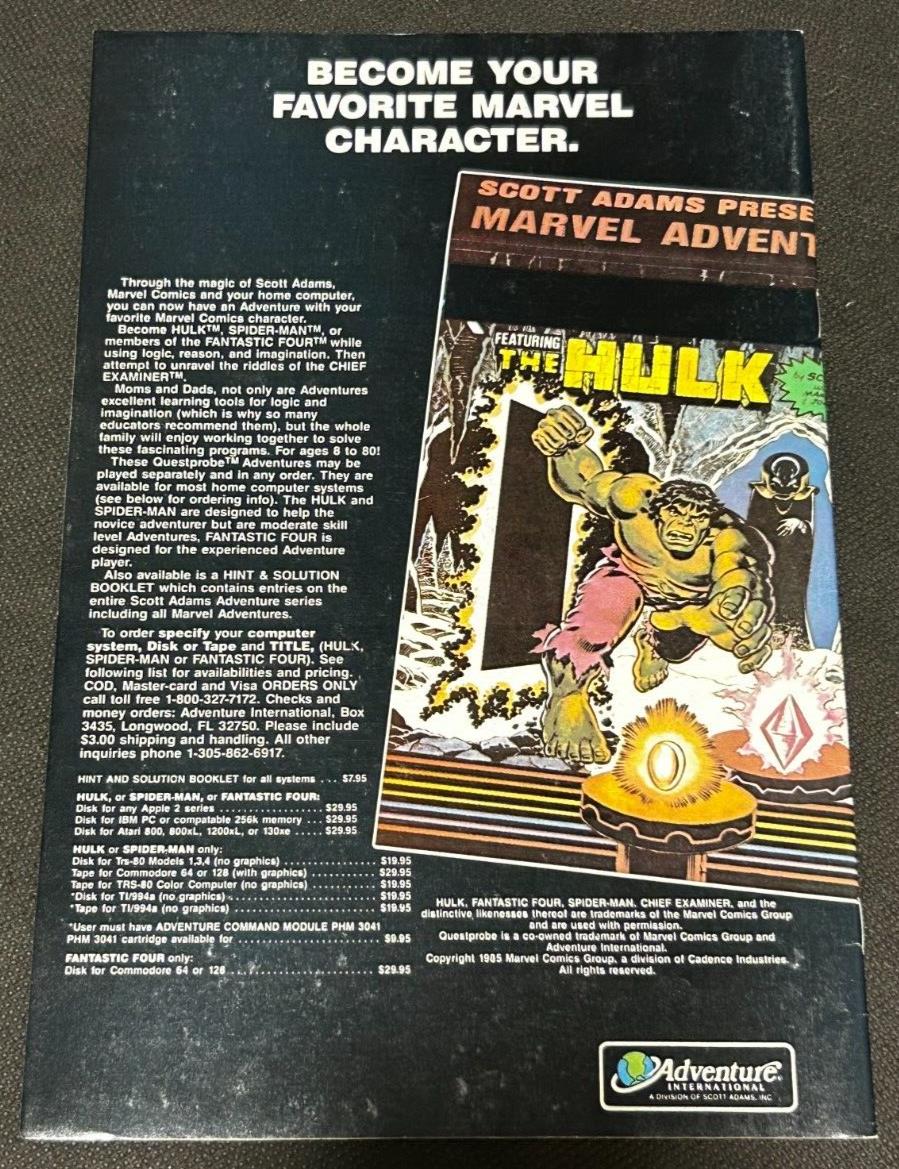 BECOME YOUR
FAVORITE MARVEL
CHARACTER.
SCOTT ADAMS PRESE
MARVEL ADVENT
FEATURING
THE HULK
Through the magic of Scott Adams,
Marvel Comics and your home computer,
you can now have an Adventure with your
favorite Marvel Comics character.
Become HULK™, SPIDER-MAN™, or
members of the FANTASTIC FOUR™ while
using logic, reason, and imagination. Then
attempt to unravel the riddles of the CHIEF
EXAMINER™.
Moms and Dads, not only are Adventures
excellent learning tools for logic and
imagination (which is why so many
educators recommend them), but the whole
family will enjoy working together to solve
these fascinating programs. For ages 8 to 80!
These Questprobe™ Adventures may be
played separately and in any order. They are
available for most home computer systems
(see below for ordering info). The HULK and
SPIDER-MAN are designed to help the
novice adventurer but are moderate skill
level Adventures, FANTASTIC FOUR is
designed for the experienced Adventure
player.
Also available is a HINT & SOLUTION
BOOKLET which contains entries on the
entire Scott Adams Adventure series
including all Marvel Adventures.
To order specify your computer
system, Disk or Tape and TITLE, (HULK,
SPIDER-MAN or FANTASTIC FOUR). See
following list for availabilities and pricing.
COD, Master-card and Visa ORDERS ONLY
call toll free 1-800-327-7172. Checks and
money orders: Adventure International, Box
3435, Longwood, FL 32750. Please include
$3.00 shipping and handling. All other
inquiries phone 1-305-862-6917.
HINT AND SOLUTION BOOKLET for all systems ... $7.95
HULK, or SPIDER-MAN, or FANTASTIC FOUR:
Disk for any Apple 2 series ................ $29.95
Disk for IBM PC or compatable 256k memory ... $29.95
Disk for Atari 800, 800xL, 1200xL, or 130xe ..... $29.95
HULK or SPIDER-MAN only:
Disk for Trs-80 Models 1,3,4 (no graphics) .............. $19.95
Tape for Commodore 64 or 128 (with graphics) .......... $29.95
Tape for TRS-80 Color Computer (no graphics) .......... $19.95
*Disk for TI/994a (no graphics) ...................... $19.95
*Tape for TI/994a (no graphics) ...................... $19.95
*User must have ADVENTURE COMMAND MODULE PHM 3041
PHM 3041 cartridge available for ..................... $9.95
FANTASTIC FOUR only:
Disk for Commodore 64 or 128 ...................... $29.95
HULK, FANTASTIC FOUR, SPIDER-MAN, CHIEF EXAMINER, and the
distinctive likenesses thereof are trademarks of the Marvel Comics Group
and are used with permission.
Questprobe is a co-owned trademark of Marvel Comics Group and
Adventure International.
Copyright 1985 Marvel Comics Group, a division of Cadence Industries.
All rights reserved.
Adventure
INTERNATIONAL
A DIVISION OF SCOTT ADAMS, INC.